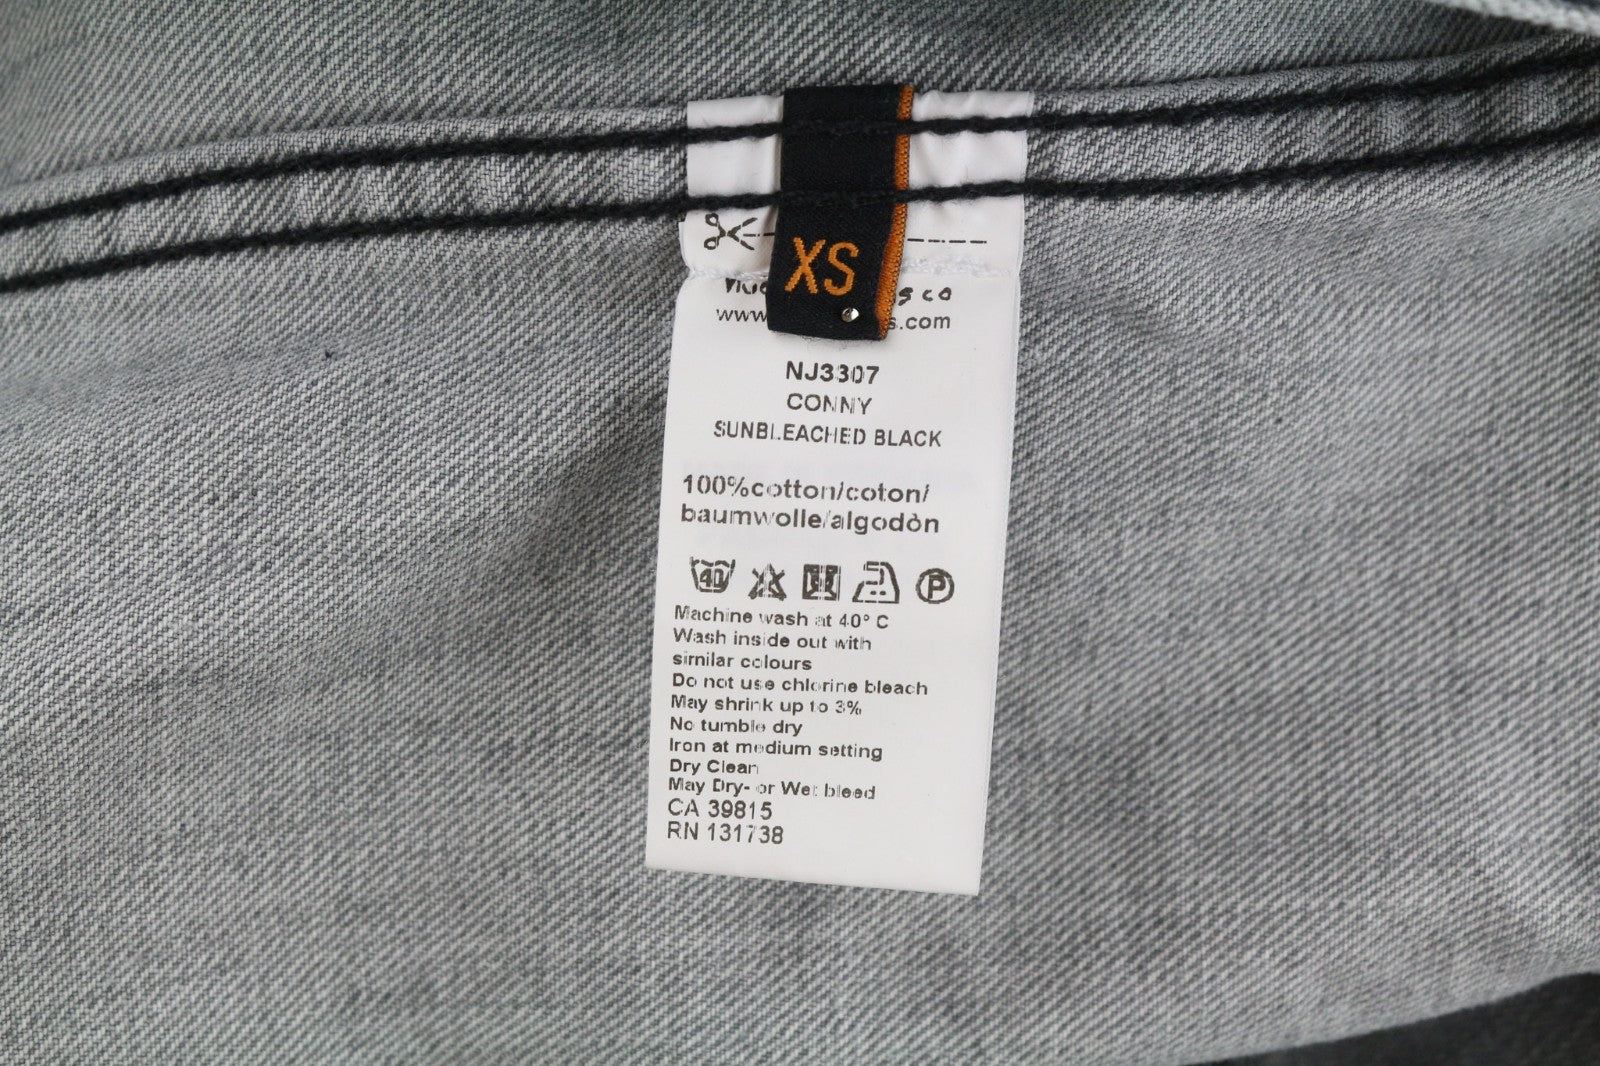 XS
s.com
NJ3307
CONNY
SUNBLEACHED BLACK
100%cotton/coton/
baumwolle/algodòn
40
P
Machine wash at 40° C
Wash inside out with
similar colours
Do not use chlorine bleach
May shrink up to 3%
No tumble dry
Iron at medium setting
Dry Clean
May Dry- or Wet bleed
CA 39815
RN 131738